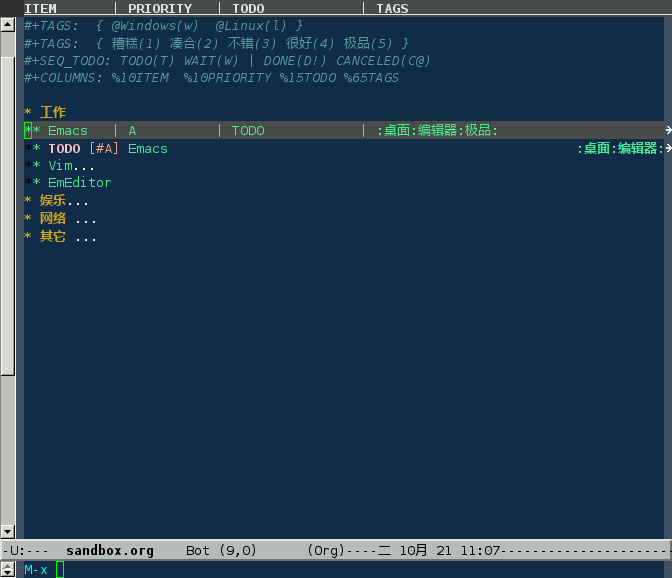 ITEM | PRIORITY | TODO | TAGS
#+TAGS: { @Windows(w) @Linux(l) }
#+TAGS: { 糟糕(1) 凑合(2) 不错(3) 很好(4) 极品(5) }
#+SEQ_TODO: TODO(T) WAIT(W) | DONE(D!) CANCELED(C@)
#+COLUMNS: %10ITEM %10PRIORITY %15TODO %65TAGS
* 工作
** Emacs | A | TODO | :桌面:编辑器:极品:
** TODO [#A] Emacs :桌面:编辑器:
** Vim...
** EmEditor
* 娱乐...
* 网络 ...
* 其它 ...
-U:--- sandbox.org Bot (9,0) (Org)----二 10月 21 11:07---------------------
M-x